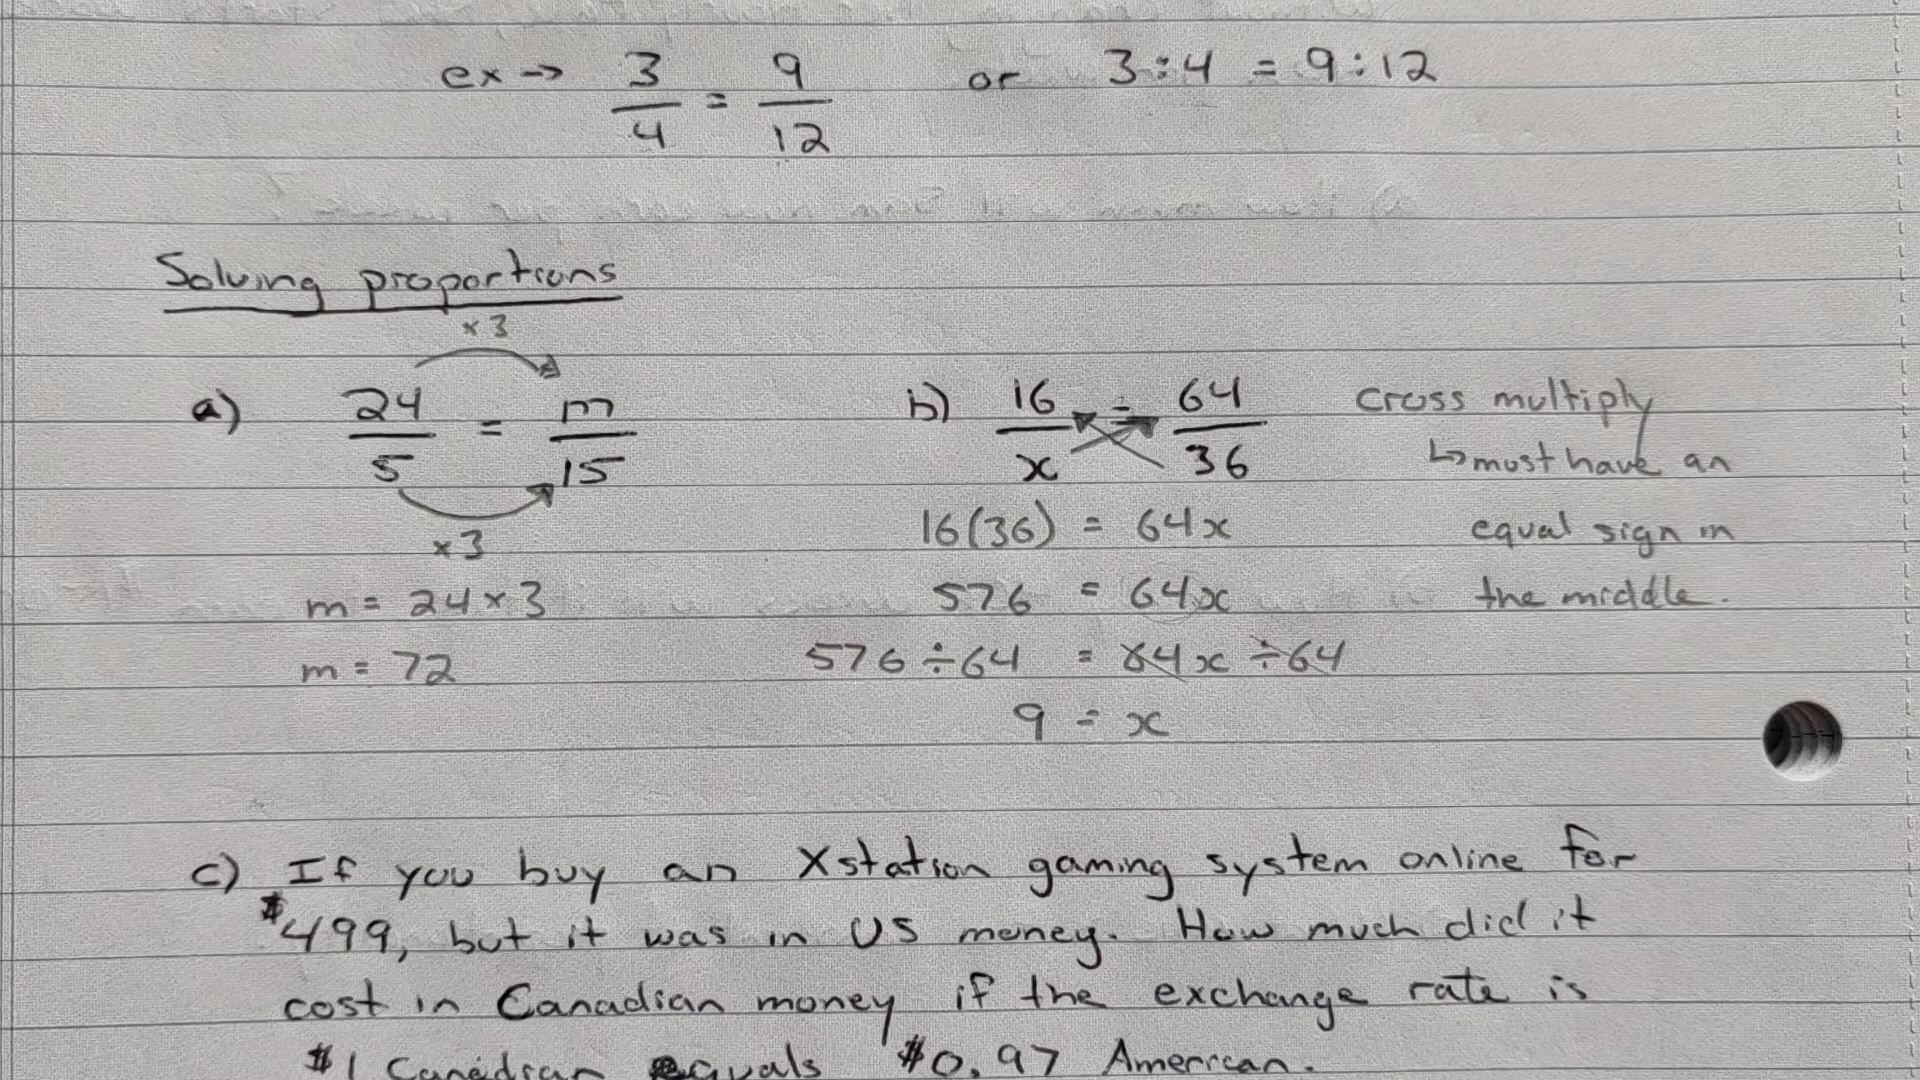 ex → 3/4 = 9/12 or 3:4 = 9:12
Solving proportions
×3
a) 24/5 = m/15
×3
m = 24×3
m = 72
b) 16/x = 64/36
16(36) = 64x
576 = 64x
576÷64 = 64x÷64
9 = x
cross multiply
↳ must have an
equal sign in
the middle.
c) If you buy an Xstation gaming system online for
$499, but it was in US money. How much did it
cost in Canadian money if the exchange rate is
$1 Canadian equals $0.97 American.